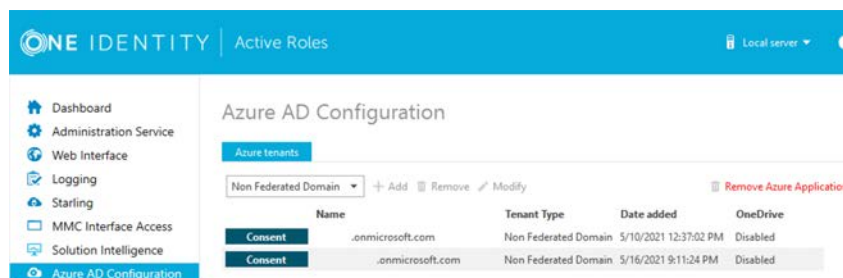 ONE IDENTITY | Active Roles
Local server
Dashboard
Administration Service
Web Interface
Logging
Starling
MMC Interface Access
Solution Intelligence
Azure AD Configuration
Azure AD Configuration
Azure tenants
Non Federated Domain + Add Remove Modify Remove Azure Application
Name Tenant Type Date added OneDrive
Consent .onmicrosoft.com Non Federated Domain 5/10/2021 12:37:02 PM Disabled
Consent .onmicrosoft.com Non Federated Domain 5/16/2021 9:11:24 PM Disabled